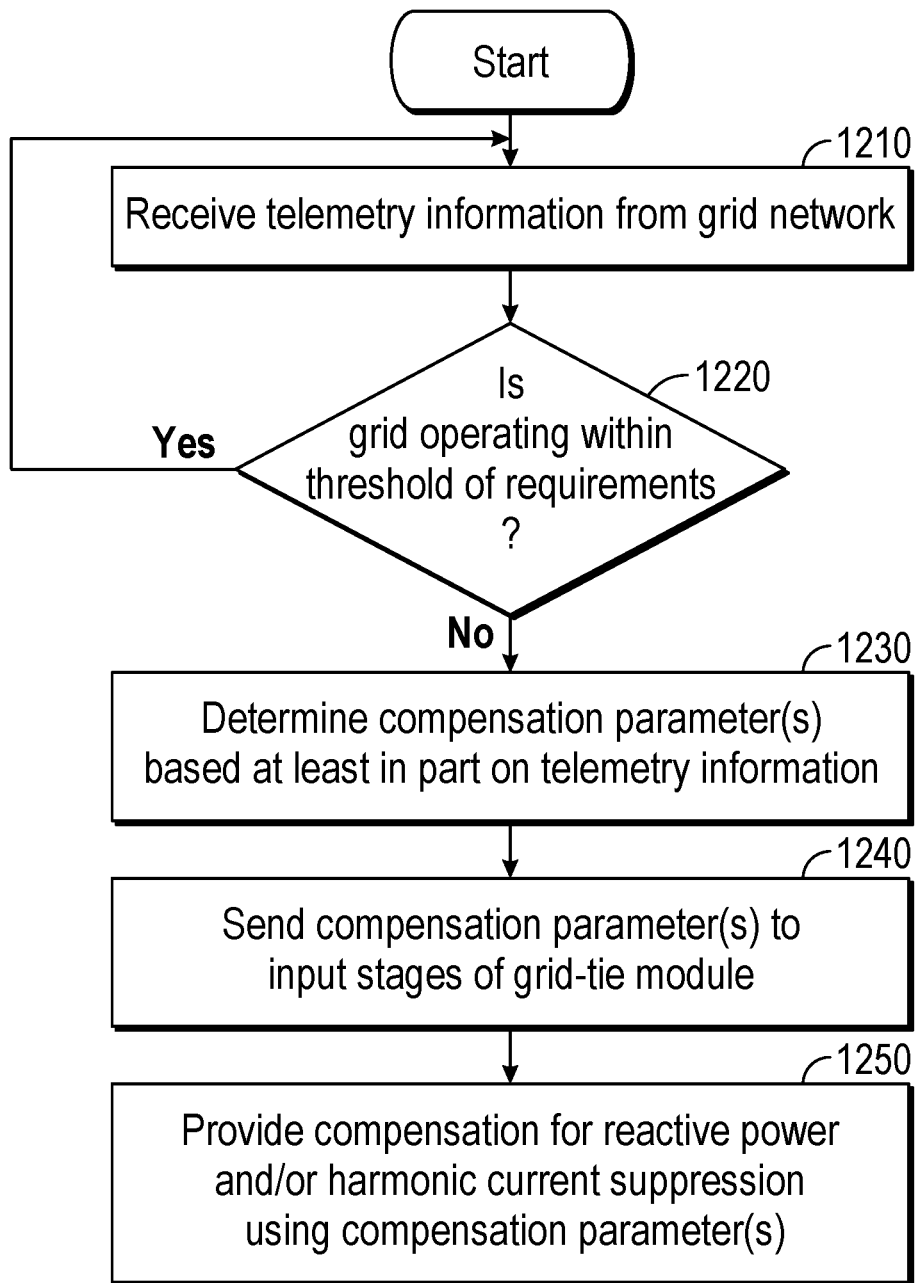 Start
1210
Receive telemetry information from grid network
1220
Is
grid operating within
threshold of requirements
?
Yes
No
1230
Determine compensation parameter(s)
based at least in part on telemetry information
1240
Send compensation parameter(s) to
input stages of grid-tie module
1250
Provide compensation for reactive power
and/or harmonic current suppression
using compensation parameter(s)